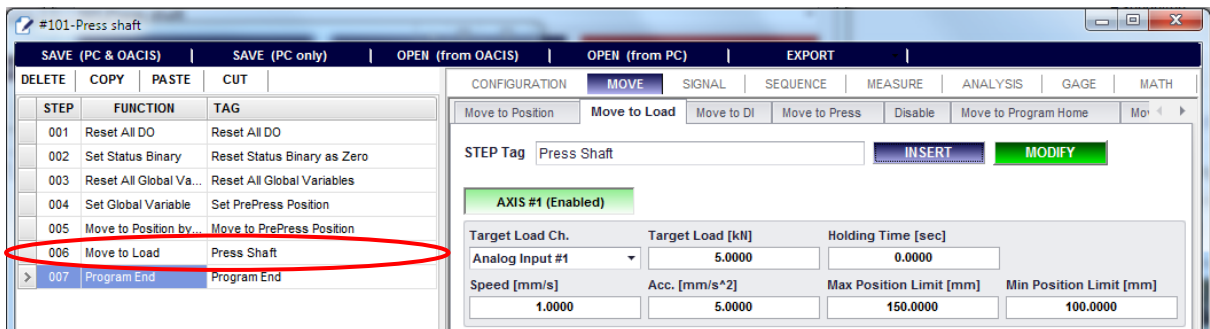 #101-Press shaft
SAVE (PC & OACIS) | SAVE (PC only) | OPEN (from OACIS) | OPEN (from PC) | EXPORT |
DELETE COPY PASTE CUT
CONFIGURATION MOVE SIGNAL SEQUENCE MEASURE ANALYSIS GAGE MATH
STEP FUNCTION TAG
Move to Position Move to Load Move to DI Move to Press Disable Move to Program Home
001 Reset All DO Reset All DO
002 Set Status Binary Reset Status Binary as Zero
003 Reset All Global Va... Reset All Global Variables
004 Set Global Variable Set PrePress Position
005 Move to Position by... Move to PrePress Position
006 Move to Load Press Shaft
007 Program End Program End
STEP Tag Press Shaft INSERT MODIFY
AXIS #1 (Enabled)
Target Load Ch. Target Load [kN] Holding Time [sec]
Analog Input #1 5.0000 0.0000
Speed [mm/s] Acc. [mm/s^2] Max Position Limit [mm] Min Position Limit [mm]
1.0000 5.0000 150.0000 100.0000